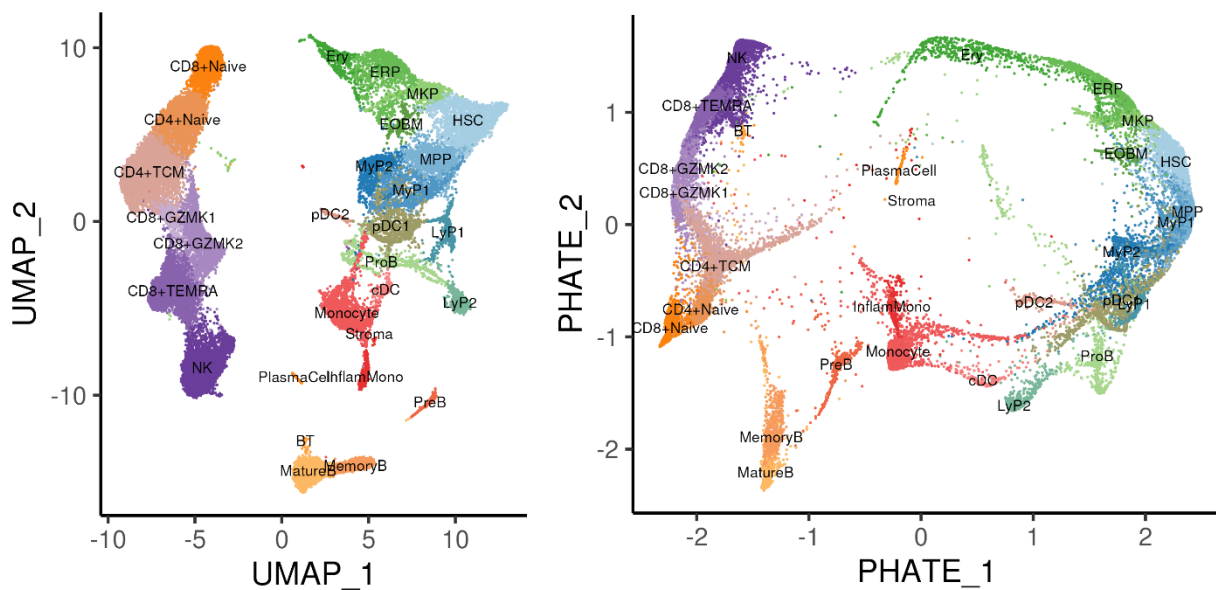 UMAP_2
10
0
-10
CD8+Naive
CD4+Naive
CD4+TCM
CD8+GZMK1
CD8+GZMK2
CD8+TEMRA
NK
Ery
ERP
MKP
HSC
EOBM
MPP
MyP2
MyP1
pDC2
pDC1
LyP1
ProB
cDC
LyP2
Monocyte
Stroma
PlasmaCell
InflamMono
PreB
BT
MatureB
MemoryB
-10
-5
0
5
10
UMAP_1
PHATE_2
1
0
-1
-2
NK
Ery
ERP
CD8+TEMRA
MKP
BT
EOBM
HSC
CD8+GZMK2
PlasmaCell
CD8+GZMK1
Stroma
MPP
MyP1
MyP2
CD4+TCM
pDC2
pDC1
LyP1
InflamMono
CD4+Naive
CD8+Naive
Monocyte
ProB
PreB
cDC
LyP2
MemoryB
MatureB
-2
-1
0
1
2
PHATE_1